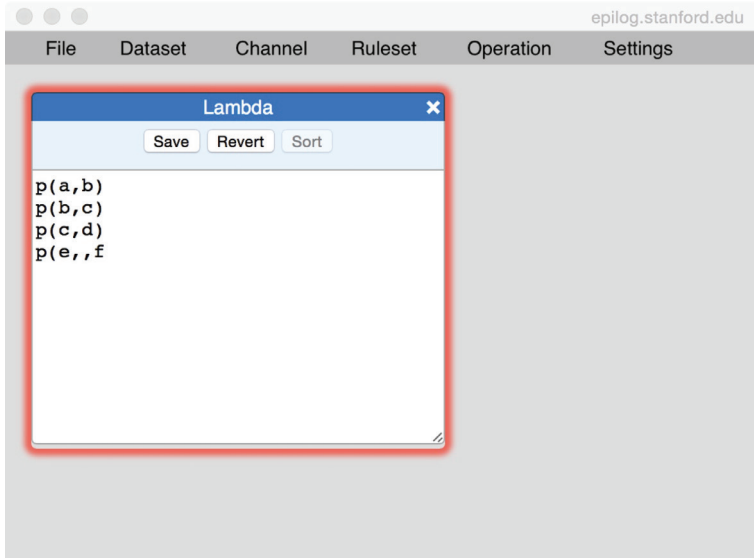 epilog.stanford.edu
File Dataset Channel Ruleset Operation Settings
Lambda ×
Save Revert Sort
p(a,b)
p(b,c)
p(c,d)
p(e,,f